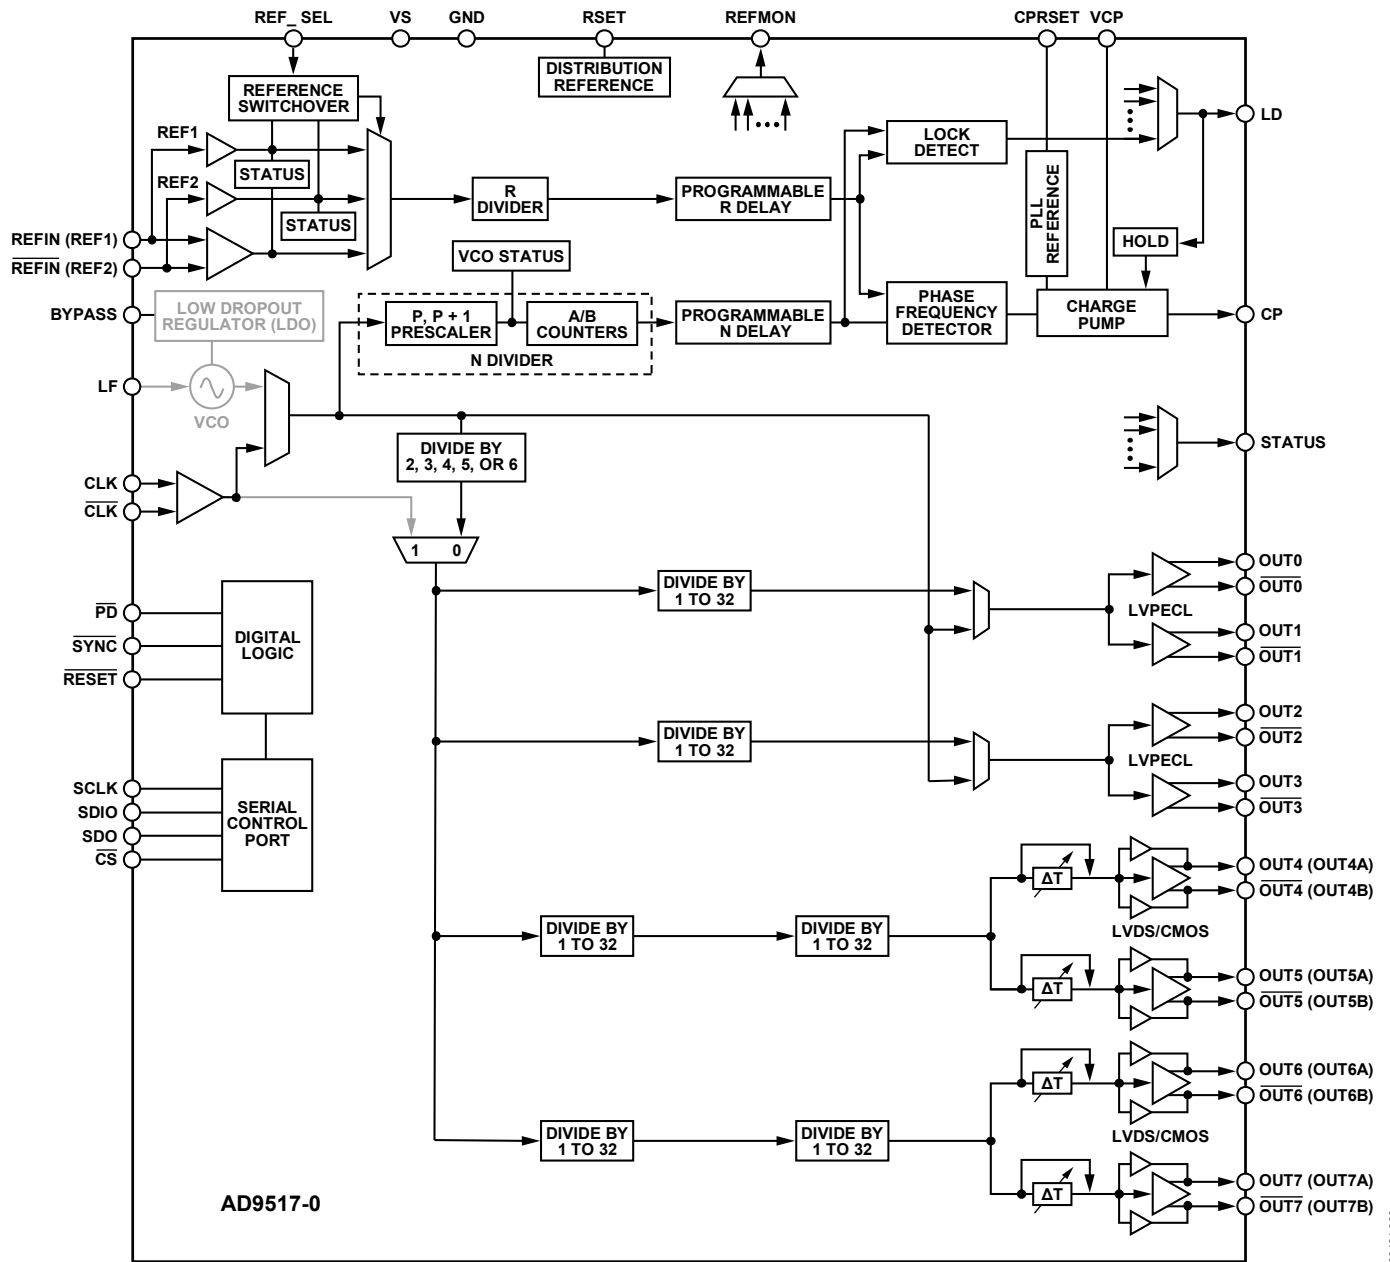 REF_ SEL
VS
GND
RSET
REFMON
CPRSET
VCP
DISTRIBUTION
REFERENCE
REFERENCE
SWITCHOVER
REF1
STATUS
REF2
STATUS
REFIN (REF1)
REFIN (REF2)
BYPASS
LOW DROPOUT
REGULATOR (LDO)
LF
VCO
CLK
CLK
PD
SYNC
RESET
DIGITAL
LOGIC
SCLK
SDIO
SDO
CS
SERIAL
CONTROL
PORT
R
DIVIDER
VCO STATUS
P, P + 1
PRESCALER
A/B
COUNTERS
N DIVIDER
PROGRAMMABLE
R DELAY
PROGRAMMABLE
N DELAY
LOCK
DETECT
PHASE
FREQUENCY
DETECTOR
PLL
REFERENCE
HOLD
CHARGE
PUMP
LD
CP
STATUS
DIVIDE BY
2, 3, 4, 5, OR 6
1 0
DIVIDE BY
1 TO 32
LVPECL
OUT0
OUT0
OUT1
OUT1
DIVIDE BY
1 TO 32
LVPECL
OUT2
OUT2
OUT3
OUT3
DIVIDE BY
1 TO 32
DIVIDE BY
1 TO 32
ΔT
ΔT
LVDS/CMOS
OUT4 (OUT4A)
OUT4 (OUT4B)
OUT5 (OUT5A)
OUT5 (OUT5B)
DIVIDE BY
1 TO 32
DIVIDE BY
1 TO 32
ΔT
ΔT
LVDS/CMOS
OUT6 (OUT6A)
OUT6 (OUT6B)
OUT7 (OUT7A)
OUT7 (OUT7B)
AD9517-0